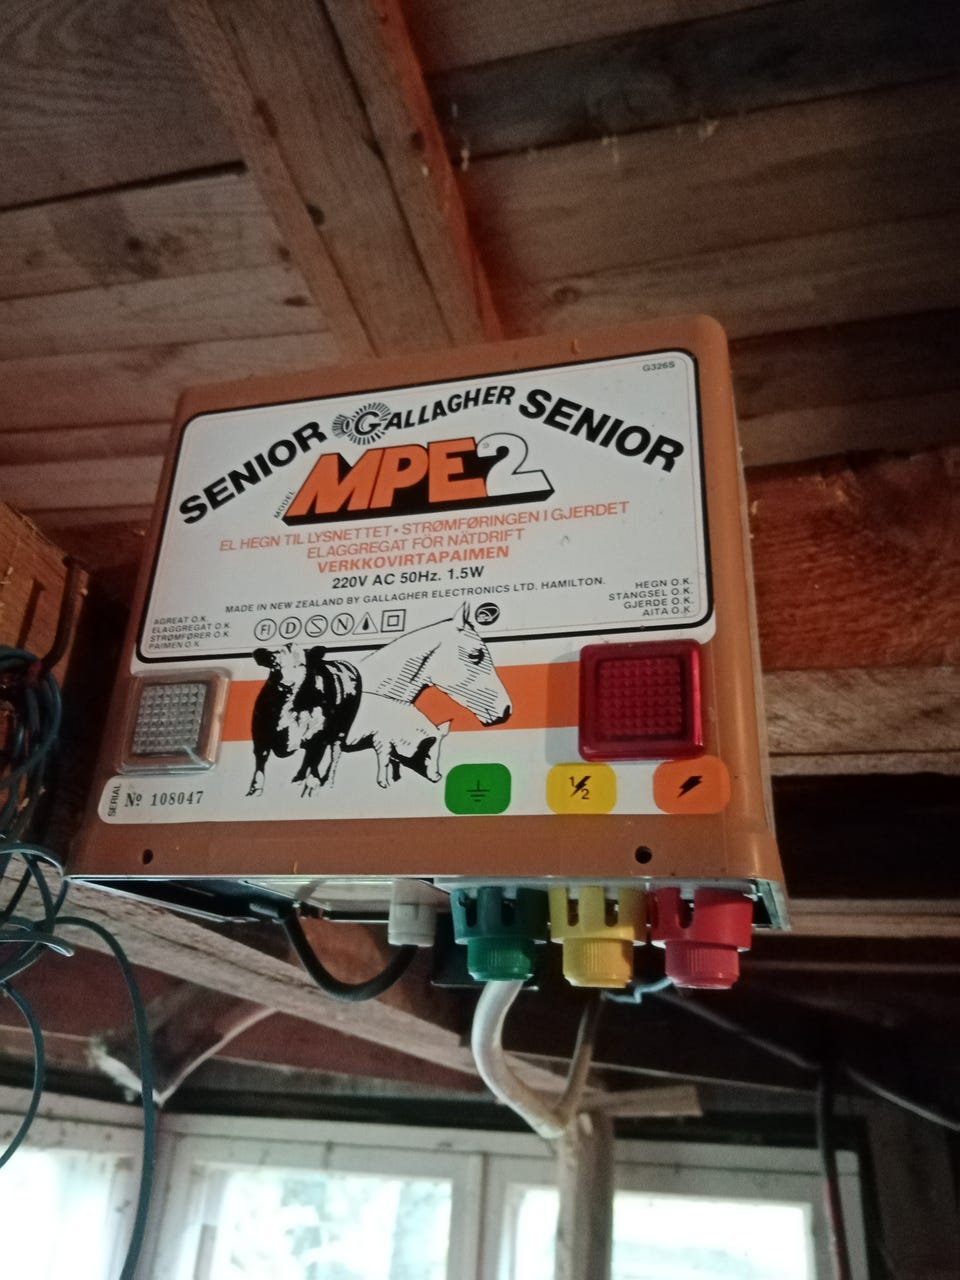 G326S
SENIOR GALLAGHER SENIOR
MODEL MPE2
EL HEGN TIL LYSNETTET • STRØMFØRINGEN I GJERDET
ELAGGREGAT FÖR NÄTDRIFT
VERKKOVIRTAPAIMEN
220V AC 50Hz. 1.5W
MADE IN NEW ZEALAND BY GALLAGHER ELECTRONICS LTD. HAMILTON.
AGREAT O.K.
ELAGGREGAT O.K.
STRØMFØRER O.K.
PAIMEN O.K
FI D S N
HEGN O.K.
STANGSEL O.K.
GJERDE O.K.
AITA O.K.
SERIAL
№ 108047
1/2